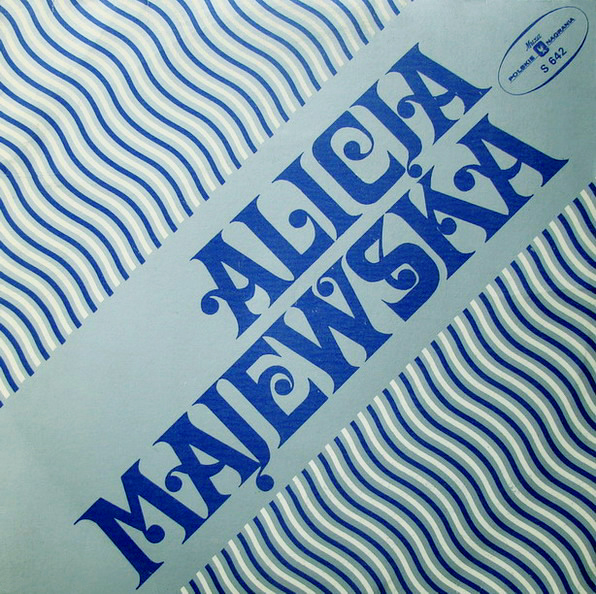 Muza
POLSKIE NAGRANIA
S 642
ALICJA
MAJEWSKA